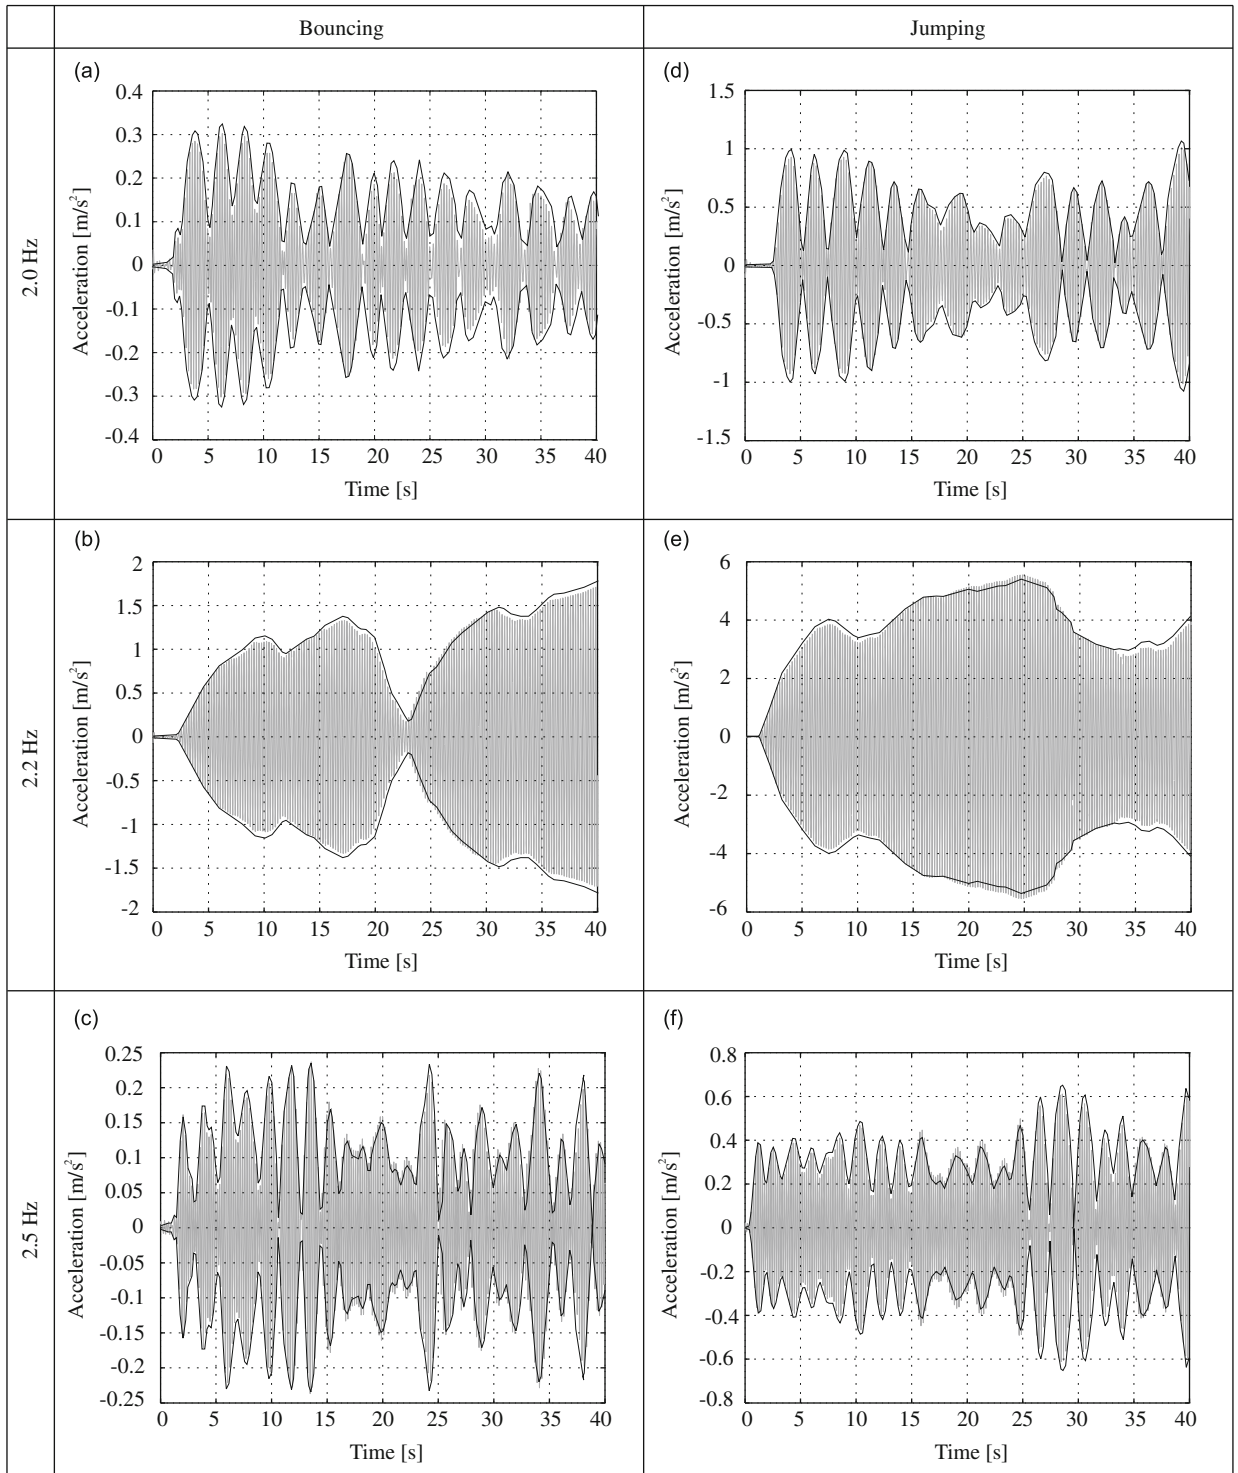 Bouncing
Jumping
2.0 Hz
(a)
0.4
0.3
0.2
0.1
0
-0.1
-0.2
-0.3
-0.4
Acceleration [m/s²]
0 5 10 15 20 25 30 35 40
Time [s]
(d)
1.5
1
0.5
0
-0.5
-1
-1.5
Acceleration [m/s²]
0 5 10 15 20 25 30 35 40
Time [s]
2.2 Hz
(b)
2
1.5
1
0.5
0
-0.5
-1
-1.5
-2
Acceleration [m/s²]
0 5 10 15 20 25 30 35 40
Time [s]
(e)
6
4
2
0
-2
-4
-6
Acceleration [m/s²]
0 5 10 15 20 25 30 35 40
Time [s]
2.5 Hz
(c)
0.25
0.2
0.15
0.1
0.05
0
0.05
-0.1
-0.15
-0.2
-0.25
Acceleration [m/s²]
0 5 10 15 20 25 30 35 40
Time [s]
(f)
0.8
0.6
0.4
0.2
0
-0.2
-0.4
-0.6
-0.8
Acceleration [m/s²]
0 5 10 15 20 25 30 35 40
Time [s]